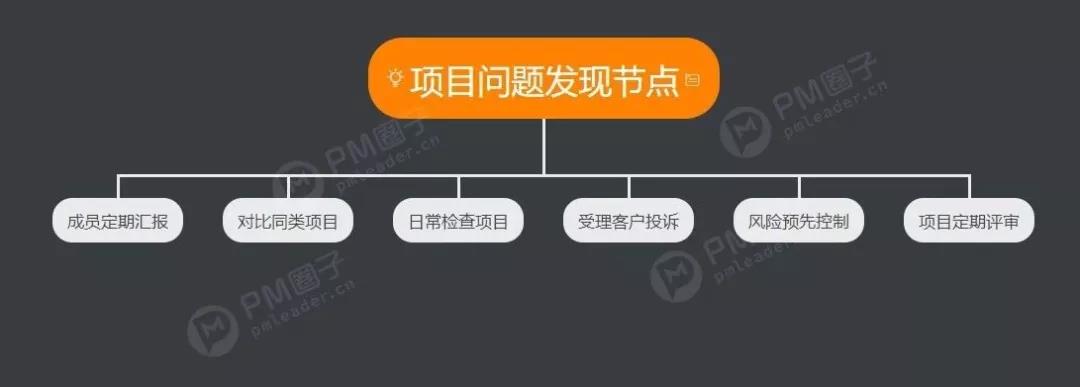 项目问题发现节点
成员定期汇报
对比同类项目
日常检查项目
受理客户投诉
风险预先控制
项目定期评审
PM圈子
pmleader.cn
PM圈子
pmleader.cn
PM圈子
pmleader.cn
PM圈子
pmleader.cn